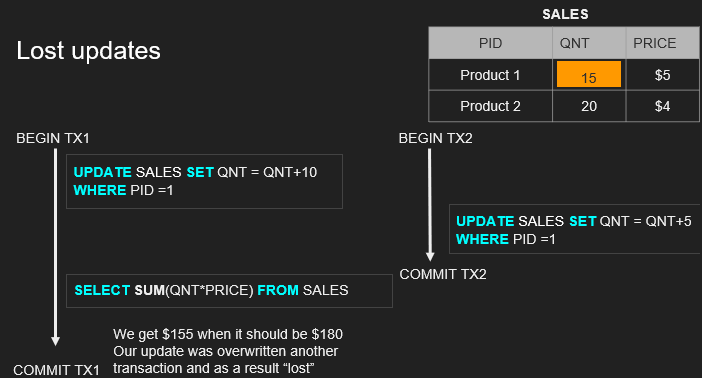 SALES
Lost updates
PID QNT PRICE
Product 1 15 $5
Product 2 20 $4
BEGIN TX1
BEGIN TX2
UPDATE SALES SET QNT = QNT+10
WHERE PID =1
UPDATE SALES SET QNT = QNT+5
WHERE PID =1
COMMIT TX2
SELECT SUM(QNT*PRICE) FROM SALES
We get $155 when it should be $180
Our update was overwritten another
transaction and as a result “lost”
COMMIT TX1